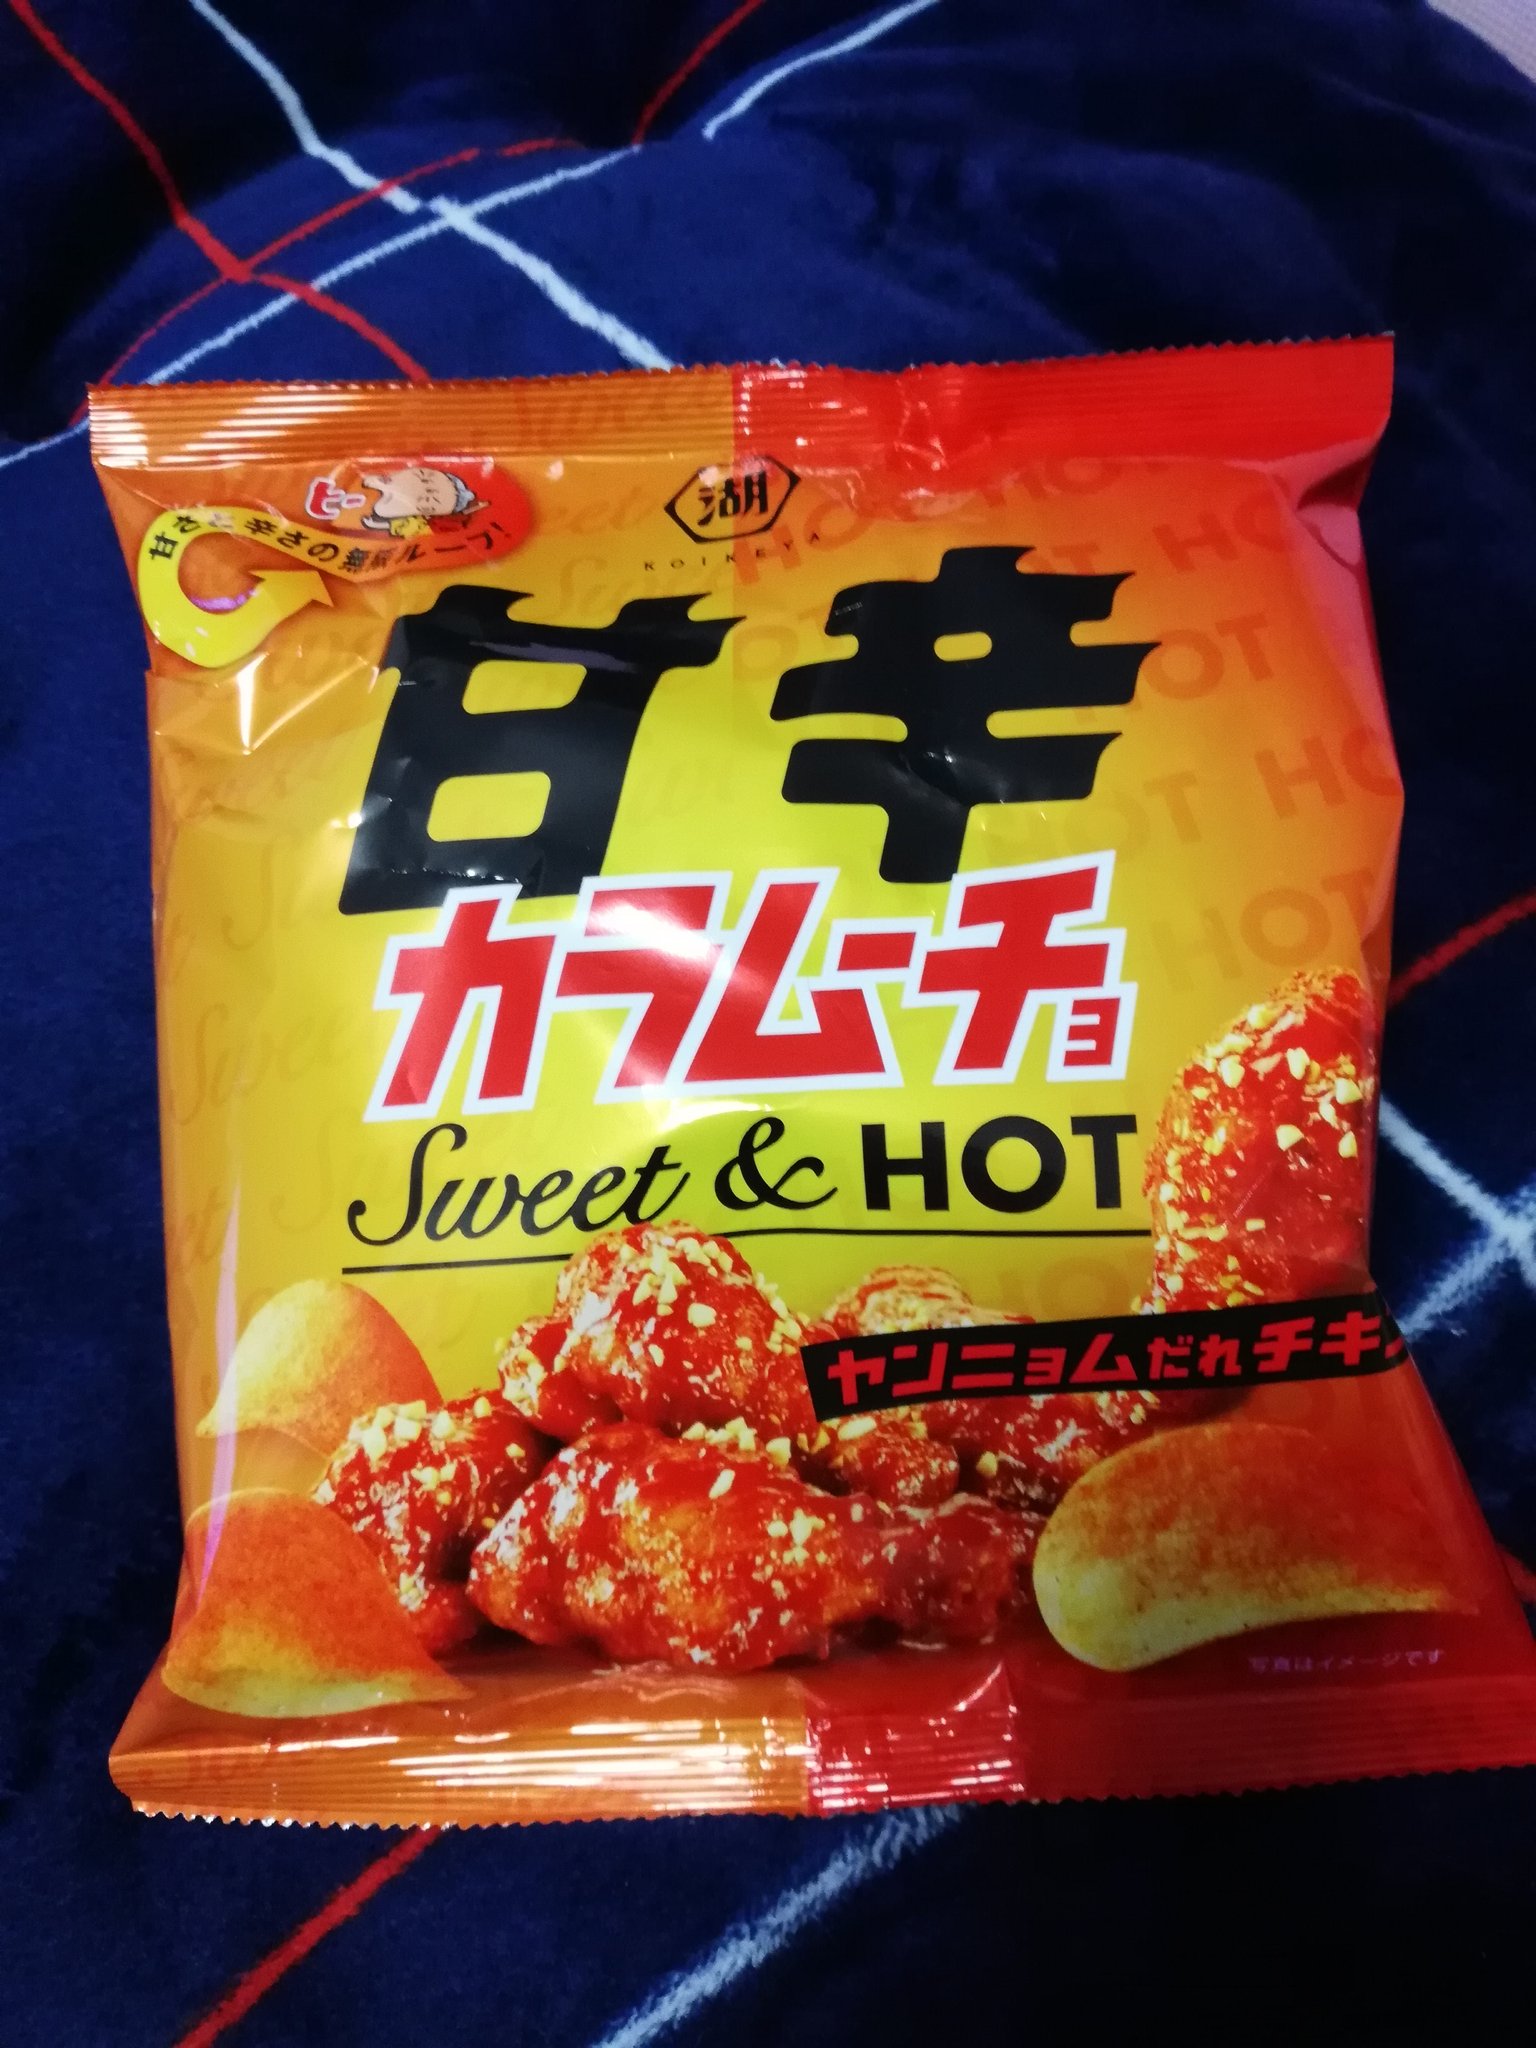 ヒー
甘さと辛さの無限ループ!
湖
KOIKEYA
甘辛
カラムーチョ
Sweet & HOT
ヤンニョムだれチキ
写真はイメージです